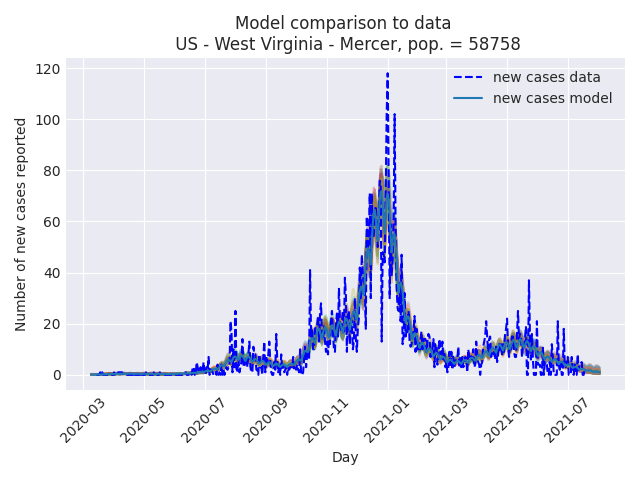 Model comparison to data
US - West Virginia - Mercer, pop. = 58758
new cases data
new cases model
Number of new cases reported
120
100
80
60
40
20
0
2020-03
2020-05
2020-07
2020-09
2020-11
2021-01
2021-03
2021-05
2021-07
Day